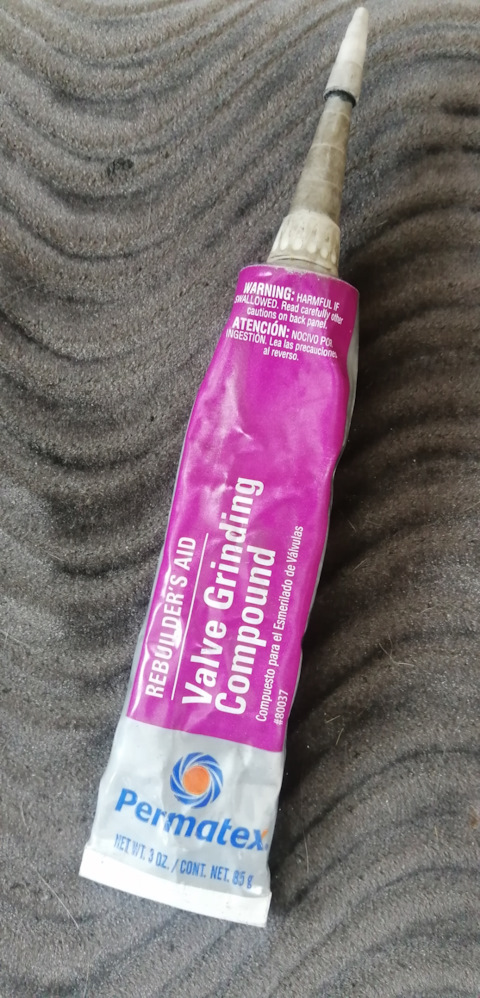 WARNING: HARMFUL IF
SWALLOWED. Read carefully other
cautions on back panel.
ATENCIÓN: NOCIVO POR
INGESTIÓN. Lea las precauciones
al reverso.
REBUILDER'S AID
Valve Grinding
Compound
Compuesto para el Esmerilado de Válvulas
#80037
Permatex
NET WT. 3 OZ. / CONT. NET. 85 g